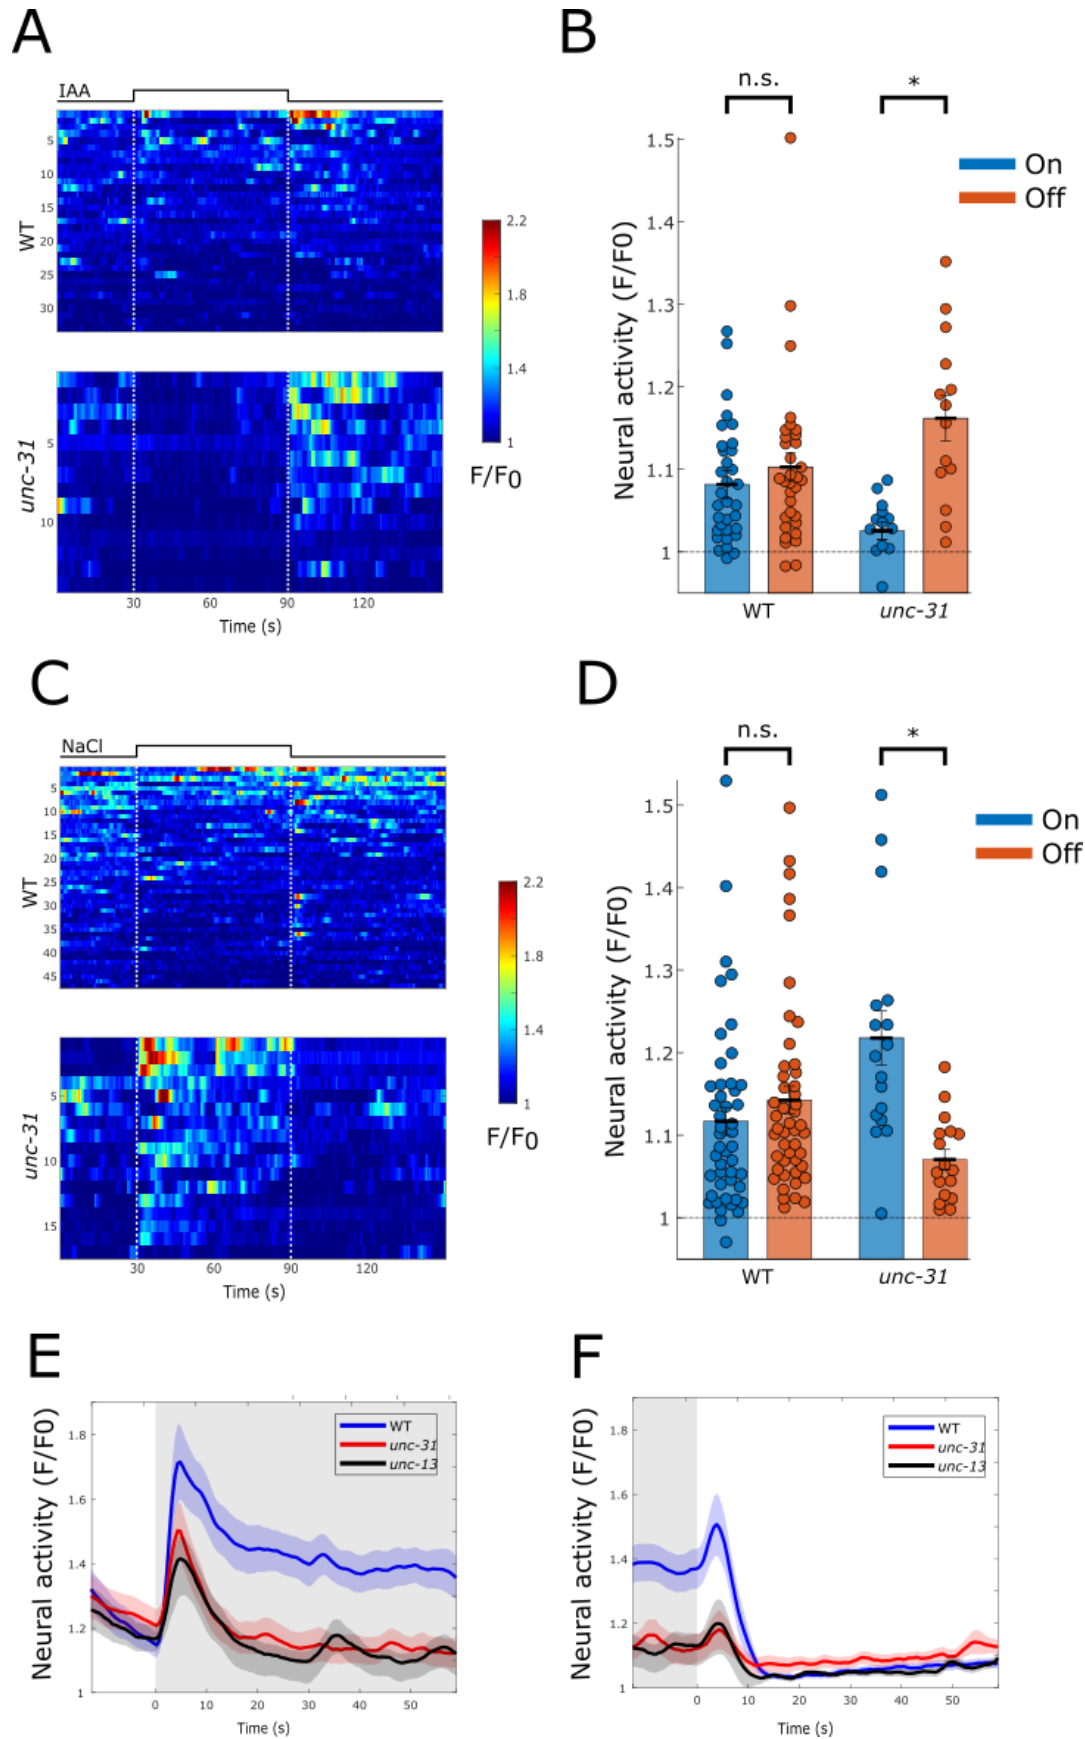 A
IAA
5
10
15
20
25
30
WT
5
10
unc-31
30
60
90
120
Time (s)
2.2
1.8
1.4
1
F/F0
B
n.s.
*
On
Off
1.5
1.4
1.3
1.2
1.1
1
Neural activity (F/F0)
WT
unc-31
C
NaCl
5
10
15
20
25
30
35
40
45
WT
5
10
15
unc-31
30
60
90
120
Time (s)
2.2
1.8
1.4
1
F/F0
D
n.s.
*
On
Off
1.5
1.4
1.3
1.2
1.1
1
Neural activity (F/F0)
WT
unc-31
E
WT
unc-31
unc-13
1.8
1.6
1.4
1.2
1
Neural activity (F/F0)
0
10
20
30
40
50
Time (s)
F
WT
unc-31
unc-13
1.8
1.6
1.4
1.2
1
Neural activity (F/F0)
0
10
20
30
40
50
Time (s)